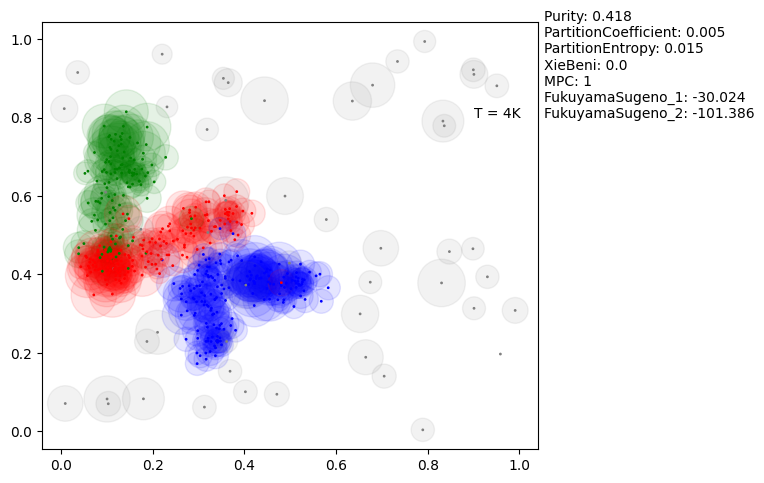 Purity: 0.418
PartitionCoefficient: 0.005
PartitionEntropy: 0.015
XieBeni: 0.0
MPC: 1
FukuyamaSugeno_1: -30.024
FukuyamaSugeno_2: -101.386
T = 4K
1.0
0.8
0.6
0.4
0.2
0.0
0.0 0.2 0.4 0.6 0.8 1.0